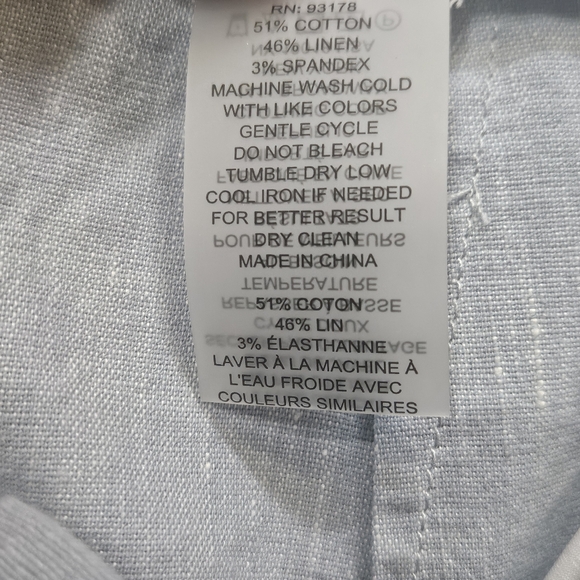 RN: 93178
51% COTTON
46% LINEN
3% SPANDEX
MACHINE WASH COLD
WITH LIKE COLORS
GENTLE CYCLE
DO NOT BLEACH
TUMBLE DRY LOW
COOL IRON IF NEEDED
FOR BETTER RESULT
DRY CLEAN
MADE IN CHINA
51% COTON
46% LIN
3% ÉLASTHANNE
LAVER À LA MACHINE À
L'EAU FROIDE AVEC
COULEURS SIMILAIRES